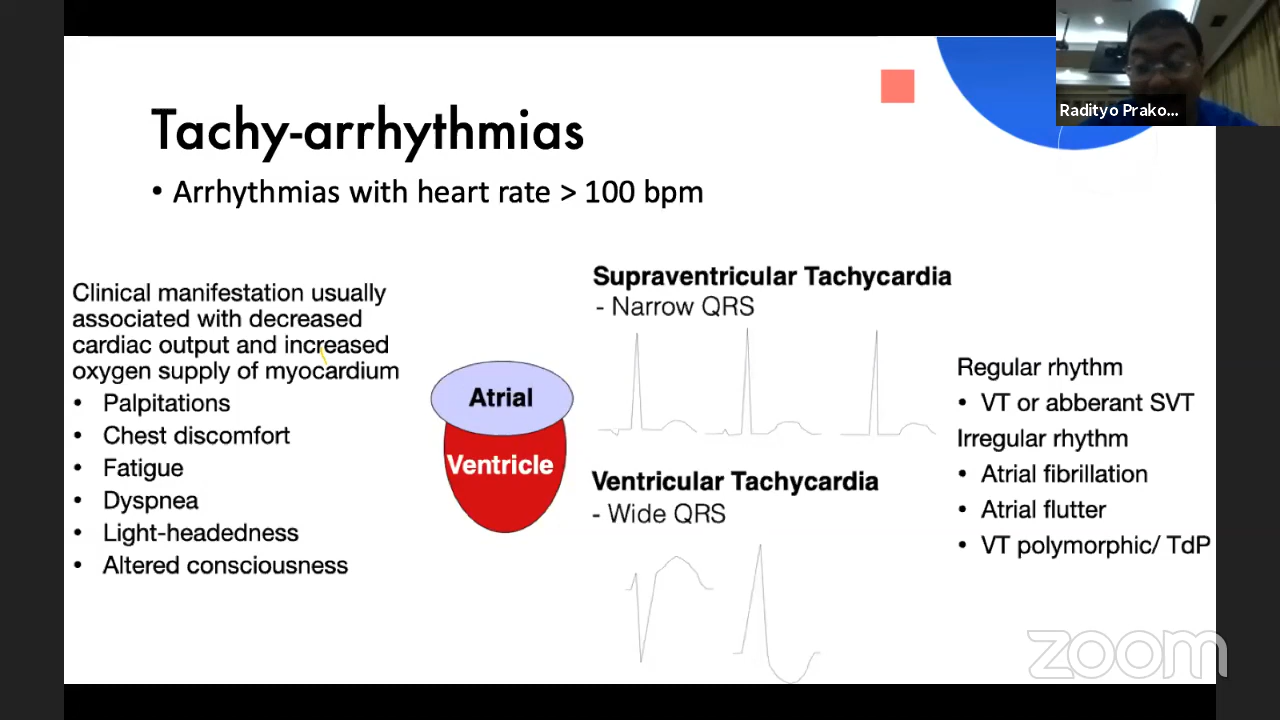 Tachy-arrhythmias
• Arrhythmias with heart rate > 100 bpm
Radityo Prako...
Clinical manifestation usually
associated with decreased
cardiac output and increased
oxygen supply of myocardium
• Palpitations
• Chest discomfort
• Fatigue
• Dyspnea
• Light-headedness
• Altered consciousness
Atrial
Ventricle
Supraventricular Tachycardia
- Narrow QRS
Ventricular Tachycardia
- Wide QRS
Regular rhythm
• VT or abberant SVT
Irregular rhythm
• Atrial fibrillation
• Atrial flutter
• VT polymorphic/ TdP
zoom